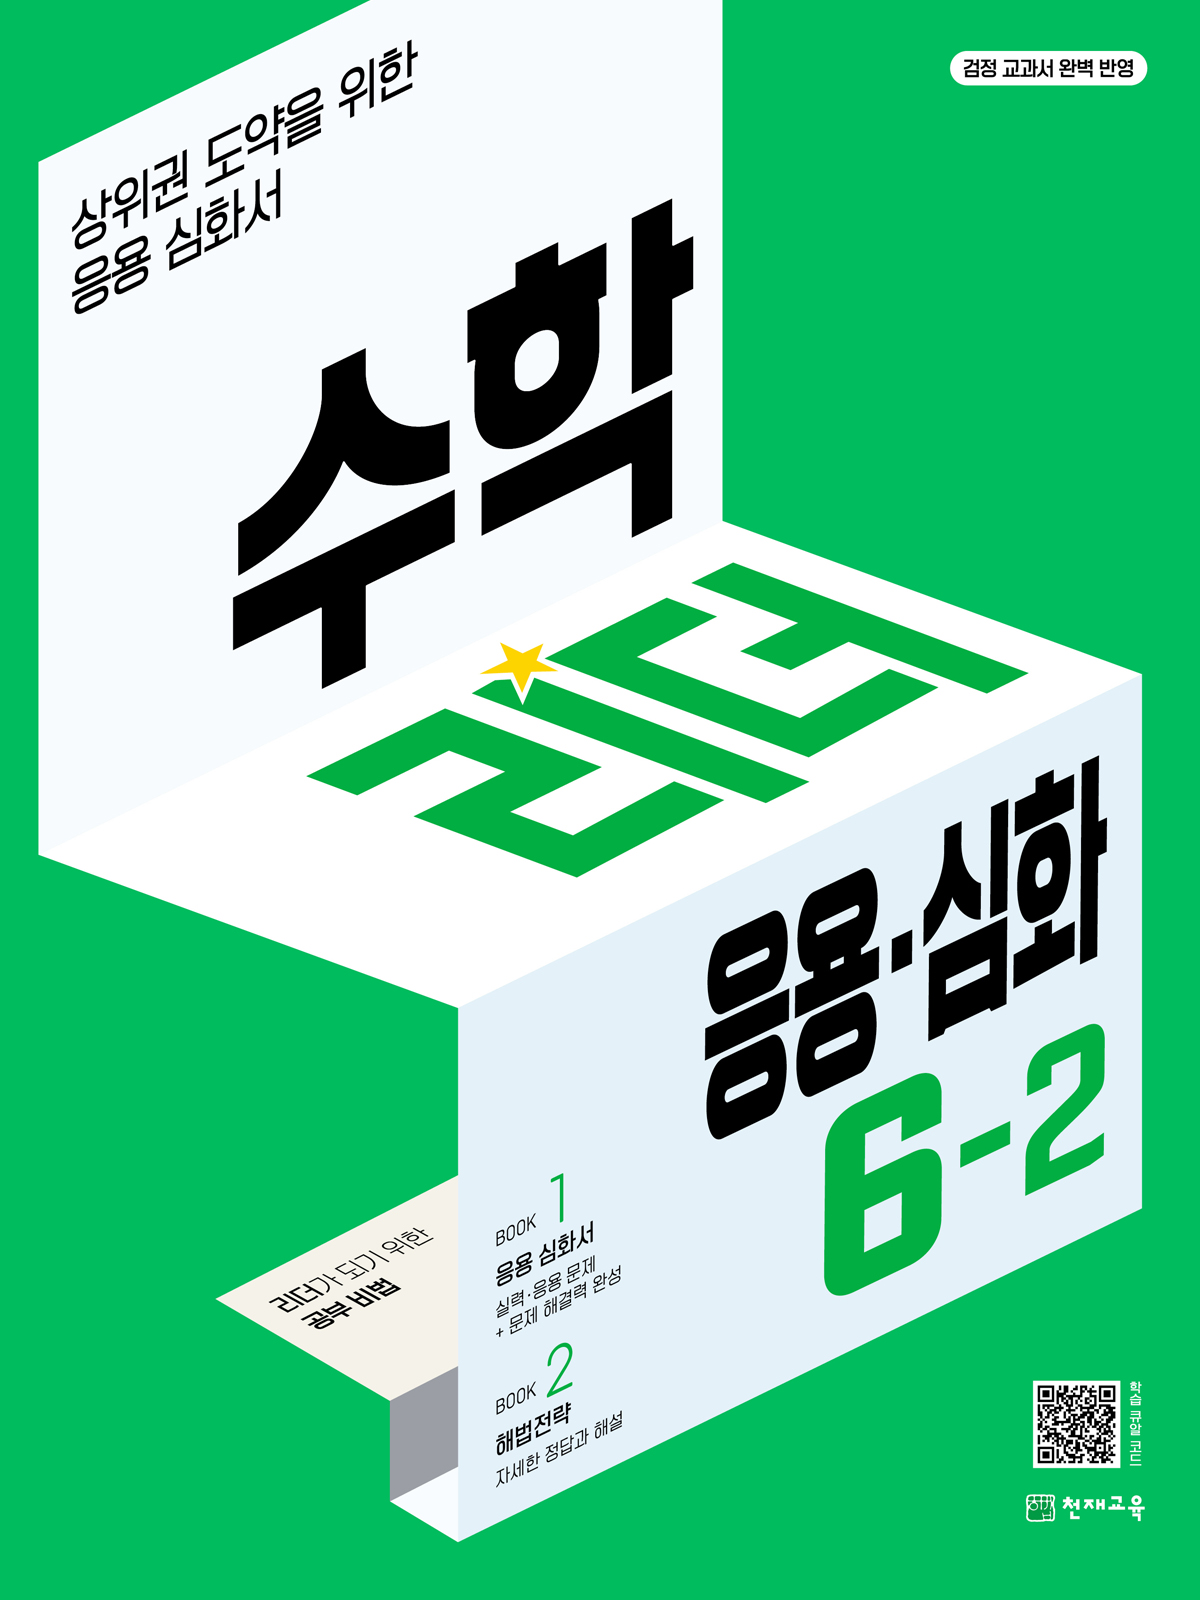 검정 교과서 완벽 반영
상위권 도약을 위한
응용 심화서
수학
리더
응용·심화
6-2
BOOK 1
응용 심화서
실력·응용 문제
+ 문제 해결력 완성
BOOK 2
해법전략
자세한 정답과 해설
리더가 되기 위한
공부 비법
학습 큐알 코드
해법 천재교육